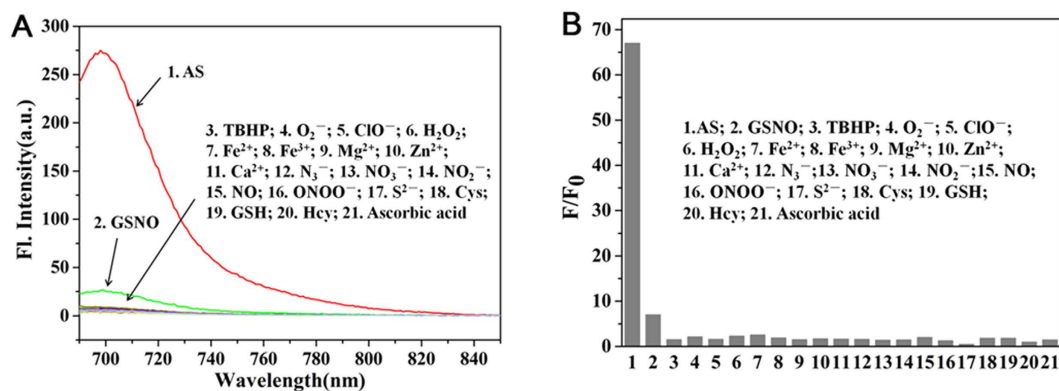 A
300
275
250
225
200
175
150
125
100
75
50
25
0
Fl. Intensity(a.u.)
1. AS
3. TBHP; 4. O₂⁻; 5. ClO⁻; 6. H₂O₂;
7. Fe²⁺; 8. Fe³⁺; 9. Mg²⁺; 10. Zn²⁺;
11. Ca²⁺; 12. N₃⁻; 13. NO₃⁻; 14. NO₂⁻;
15. NO; 16. ONOO⁻; 17. S²⁻; 18. Cys;
19. GSH; 20. Hcy; 21. Ascorbic acid
2. GSNO
700 720 740 760 780 800 820 840
Wavelength(nm)
B
70
60
50
40
30
20
10
0
F/F₀
1.AS; 2. GSNO; 3. TBHP; 4. O₂⁻; 5. ClO⁻;
6. H₂O₂; 7. Fe²⁺; 8. Fe³⁺; 9. Mg²⁺; 10. Zn²⁺;
11. Ca²⁺; 12. N₃⁻;13. NO₃⁻; 14. NO₂⁻;15. NO;
16. ONOO⁻; 17. S²⁻; 18. Cys; 19. GSH;
20. Hcy; 21. Ascorbic acid
1 2 3 4 5 6 7 8 9 10 11 12 13 14 15 16 17 18 19 20 21